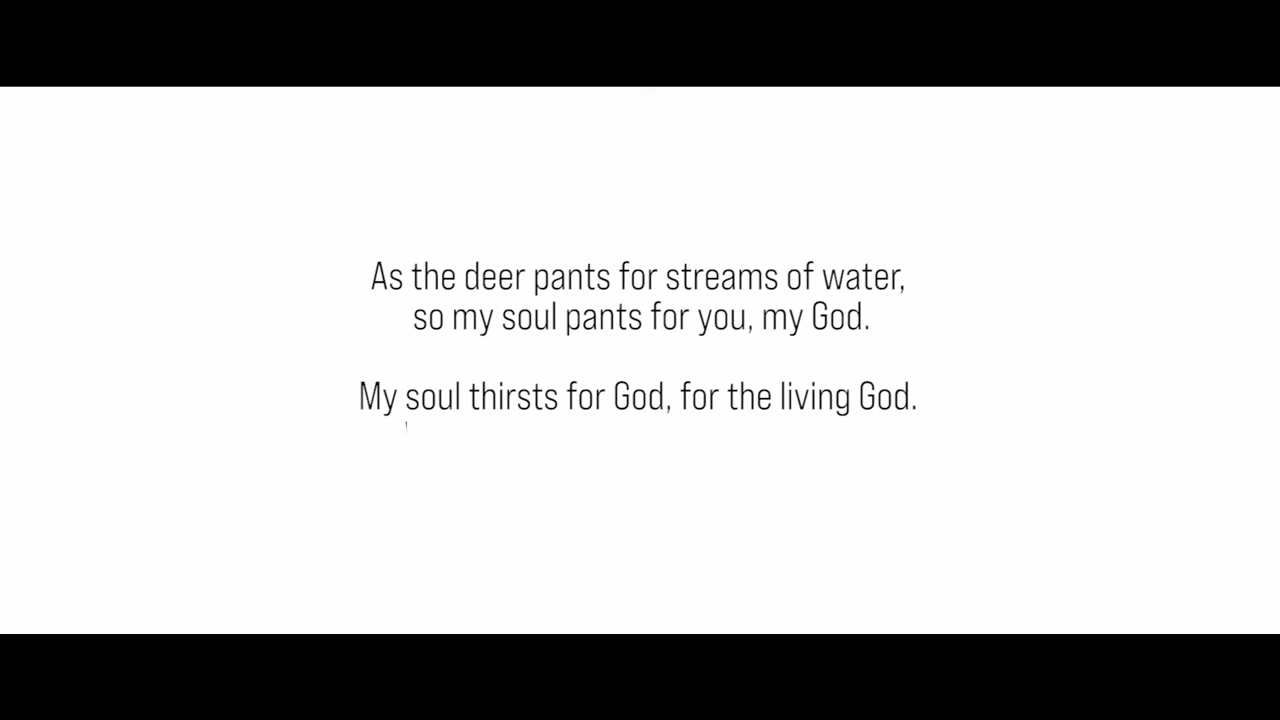 As the deer pants for streams of water,
so my soul pants for you, my God.
My soul thirsts for God, for the living God.